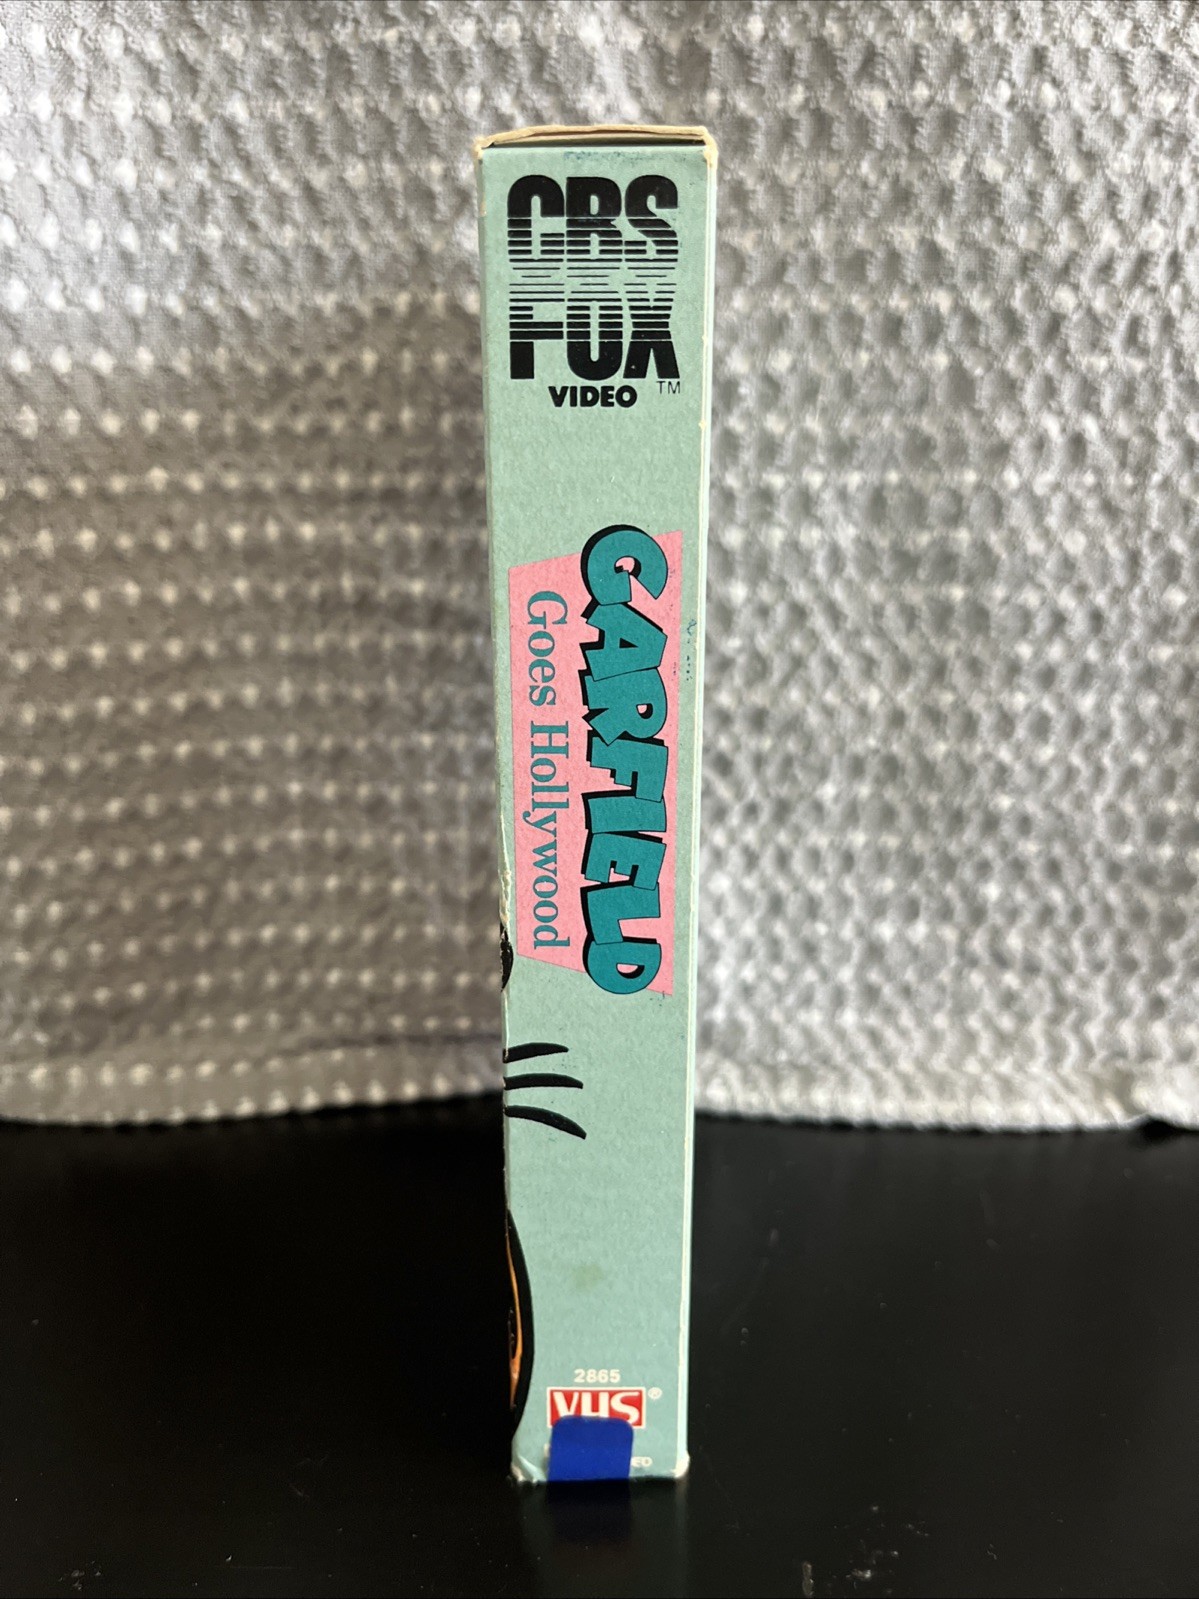 CBS
FOX
VIDEO ™
GARFIELD
Goes Hollywood
2865
VHS ®